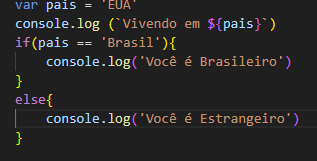 var pais = 'EUA'
console.log (`Vivendo em ${pais}`)
if(pais == 'Brasil'){
console.log('Você é Brasileiro')
}
else{
console.log('Você é Estrangeiro')
}